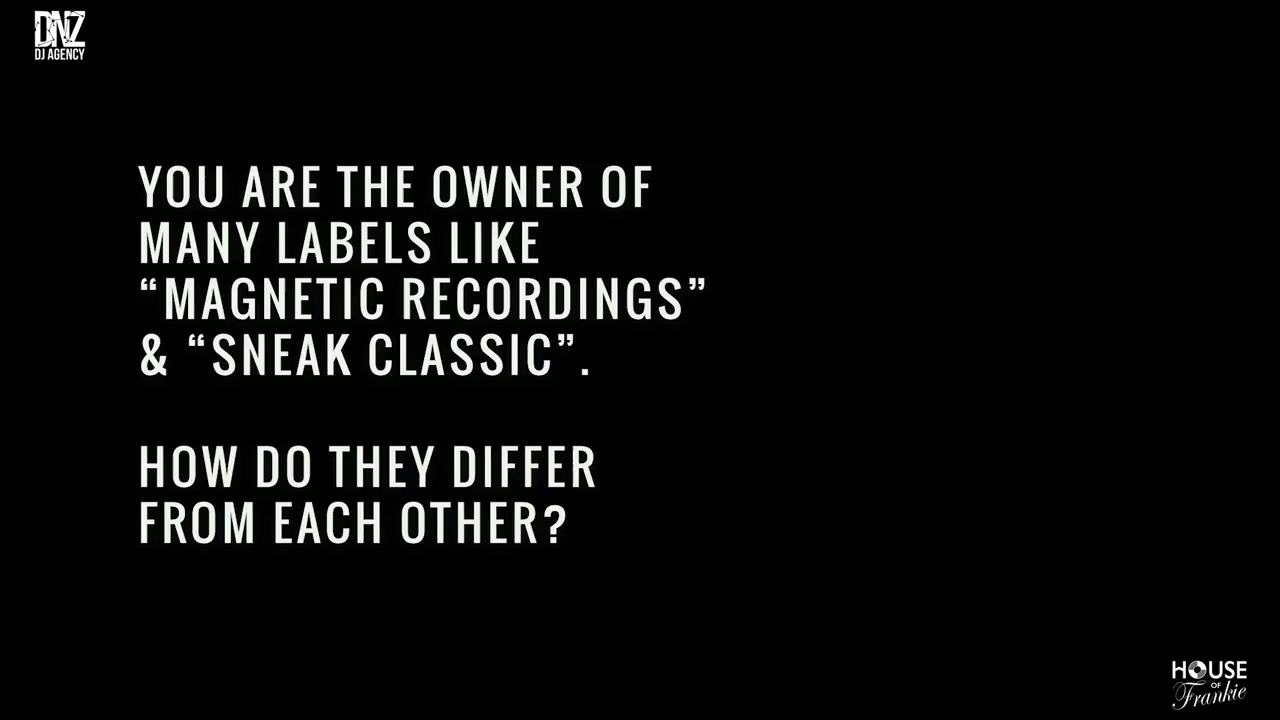 DNZ
DJ AGENCY
YOU ARE THE OWNER OF
MANY LABELS LIKE
“MAGNETIC RECORDINGS”
& “SNEAK CLASSIC”.
HOW DO THEY DIFFER
FROM EACH OTHER?
HOUSE
OF
Frankie